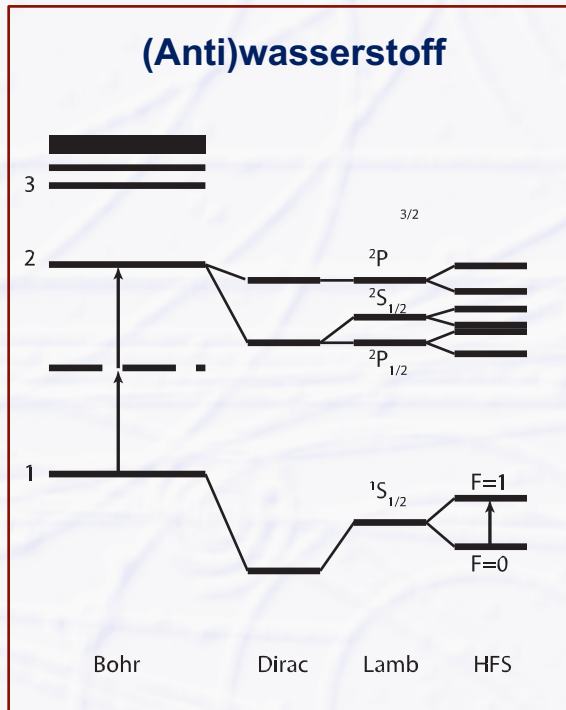 (Anti)wasserstoff
3
3/2
2
²P
²S₁/₂
²P₁/₂
1
¹S₁/₂
F=1
F=0
Bohr Dirac Lamb HFS